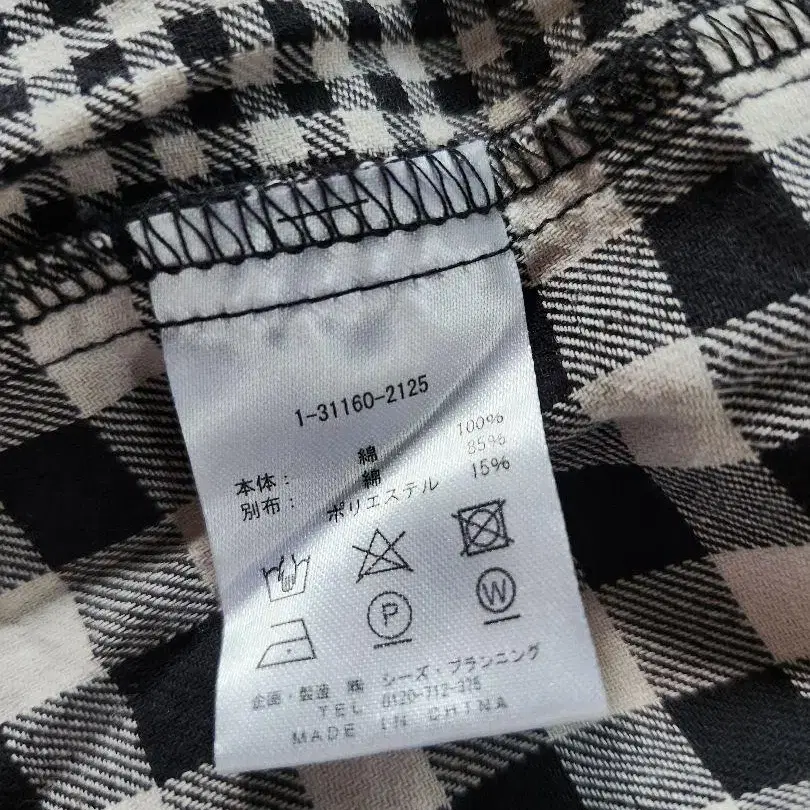 1-31160-2125
本体： 綿 100%
別布： 綿 85%
ポリエステル 15%
P W
企画・製造 ㈱ シーズ・プランニング
TEL 0120-712-315
MADE IN CHINA